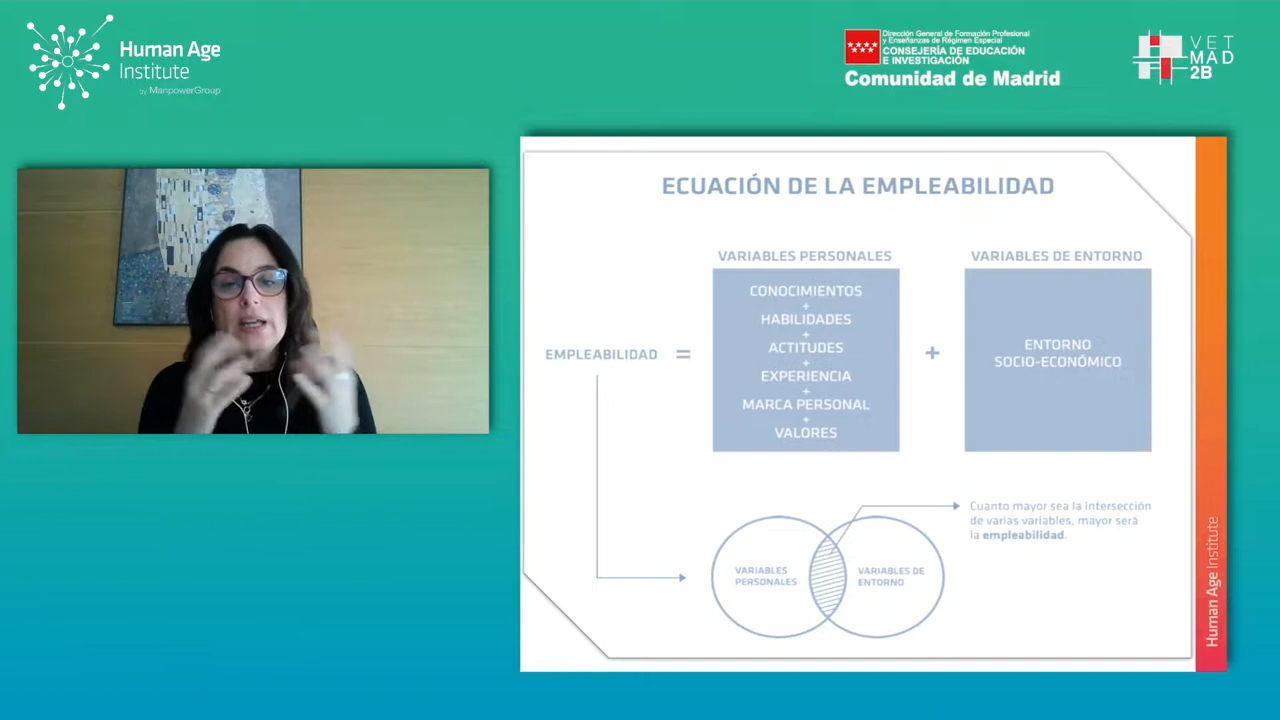 Human Age
Institute
by ManpowerGroup
Dirección General de Formación Profesional
y Enseñanzas de Régimen Especial
CONSEJERÍA DE EDUCACIÓN
E INVESTIGACIÓN
Comunidad de Madrid
VET
MAD
2B
ECUACIÓN DE LA EMPLEABILIDAD
VARIABLES PERSONALES
VARIABLES DE ENTORNO
CONOCIMIENTOS
+
HABILIDADES
+
ACTITUDES
+
EXPERIENCIA
+
MARCA PERSONAL
+
VALORES
EMPLEABILIDAD =
+
ENTORNO
SOCIO-ECONÓMICO
Cuanto mayor sea la intersección
de varias variables, mayor será
la empleabilidad.
VARIABLES
PERSONALES
VARIABLES DE
ENTORNO
Human Age Institute